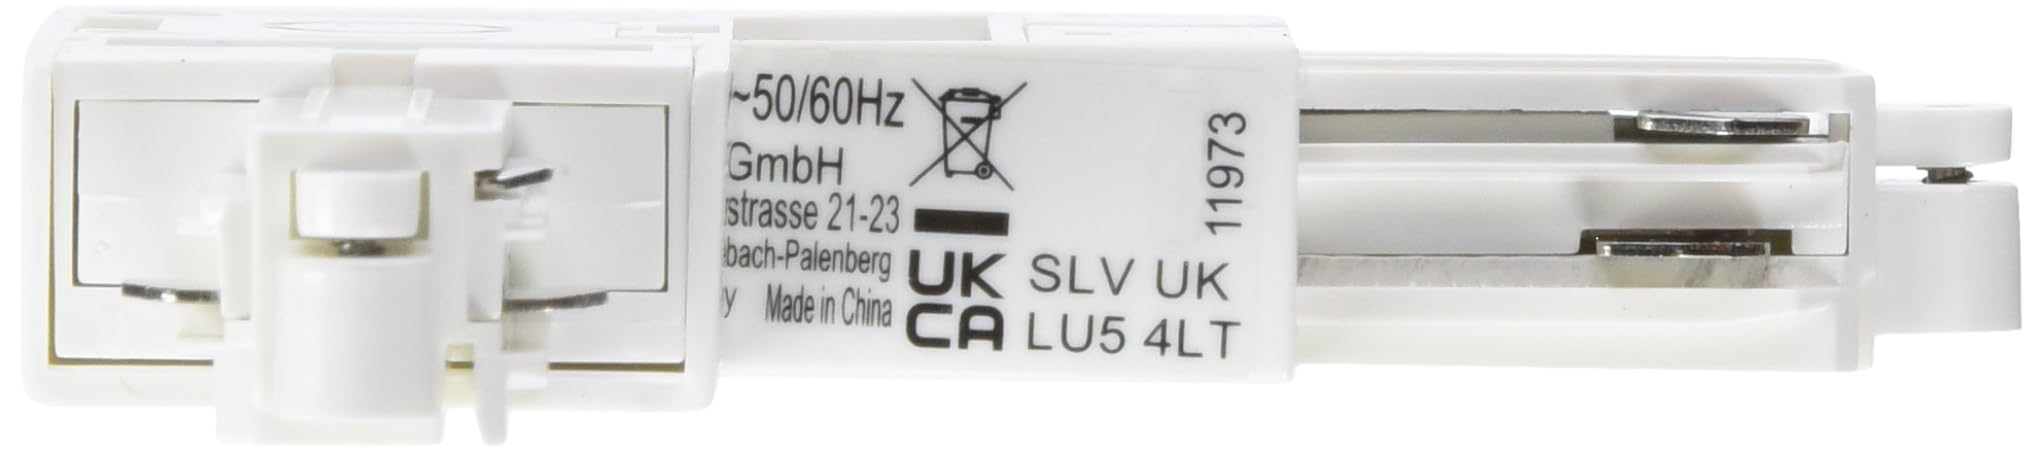 ~50/60Hz
GmbH
strasse 21-23
bach-Palenberg
Made in China
UK
CA
SLV UK
LU5 4LT
11973